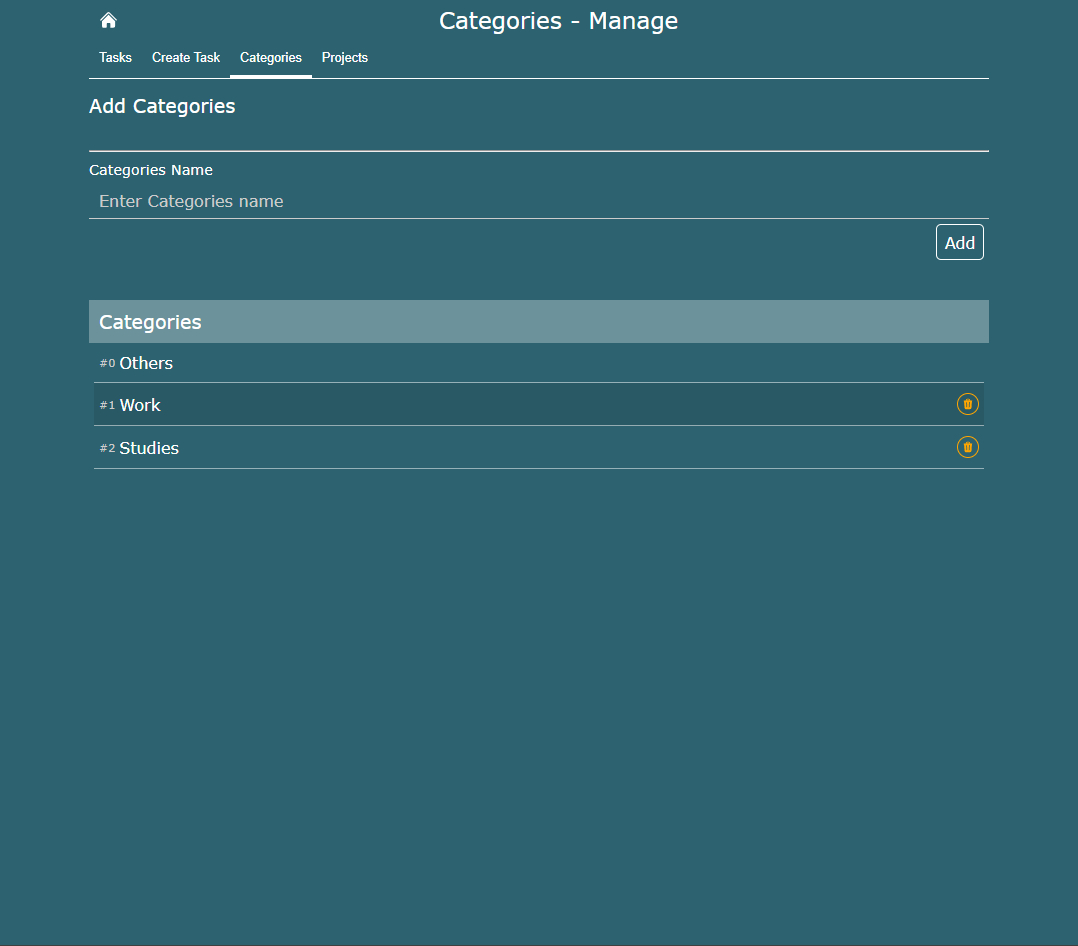 Categories - Manage
Tasks Create Task Categories Projects
Add Categories
Categories Name
Enter Categories name
Add
Categories
#0 Others
#1 Work
#2 Studies